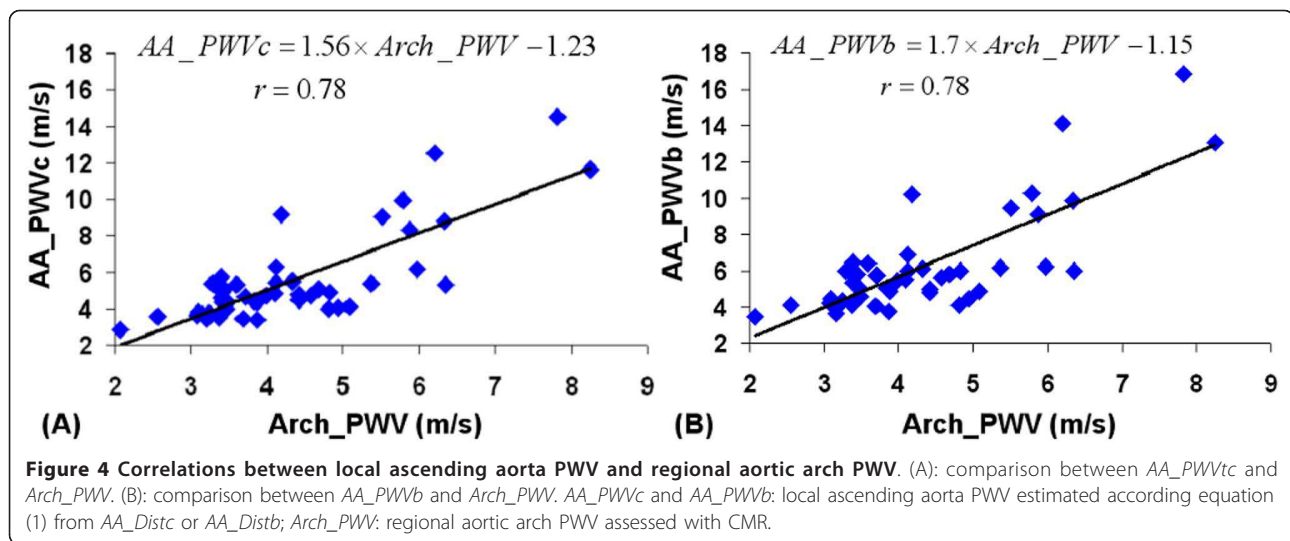 AA_PWVc = 1.56 × Arch_PWV − 1.23
r = 0.78
18
16
14
12
10
8
6
4
2
AA_PWVc (m/s)
2 3 4 5 6 7 8 9
(A) Arch_PWV (m/s)
AA_PWVb = 1.7 × Arch_PWV − 1.15
r = 0.78
18
16
14
12
10
8
6
4
2
AA_PWVb (m/s)
2 3 4 5 6 7 8 9
(B) Arch_PWV (m/s)
Figure 4 Correlations between local ascending aorta PWV and regional aortic arch PWV. (A): comparison between AA_PWVtc and
Arch_PWV. (B): comparison between AA_PWVb and Arch_PWV. AA_PWVc and AA_PWVb: local ascending aorta PWV estimated according equation
(1) from AA_Distc or AA_Distb; Arch_PWV: regional aortic arch PWV assessed with CMR.